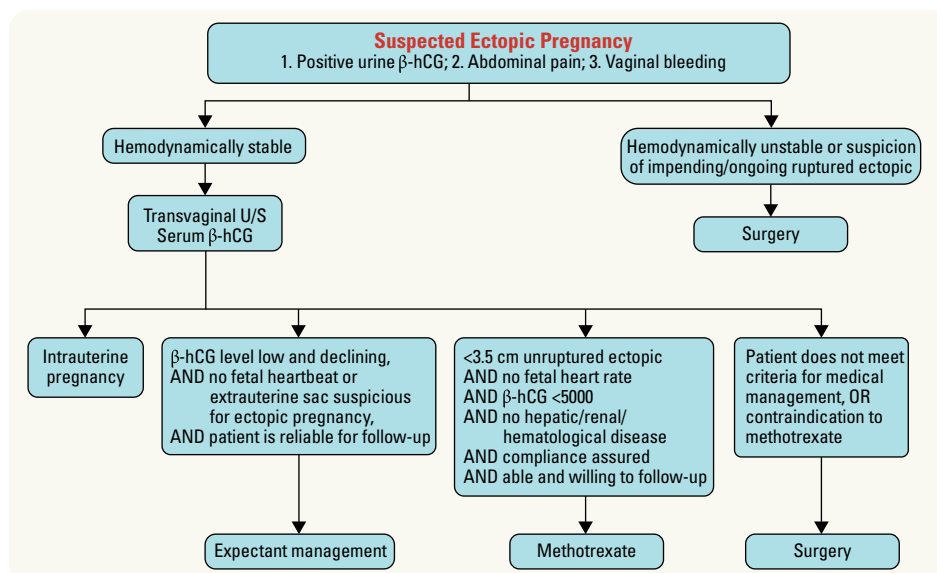 Suspected Ectopic Pregnancy
1. Positive urine β-hCG; 2. Abdominal pain; 3. Vaginal bleeding
Hemodynamically stable
Hemodynamically unstable or suspicion
of impending/ongoing ruptured ectopic
Transvaginal U/S
Serum β-hCG
Surgery
Intrauterine
pregnancy
β-hCG level low and declining,
AND no fetal heartbeat or
extrauterine sac suspicious
for ectopic pregnancy,
AND patient is reliable for follow-up
<3.5 cm unruptured ectopic
AND no fetal heart rate
AND β-hCG <5000
AND no hepatic/renal/
hematological disease
AND compliance assured
AND able and willing to follow-up
Patient does not meet
criteria for medical
management, OR
contraindication to
methotrexate
Expectant management
Methotrexate
Surgery